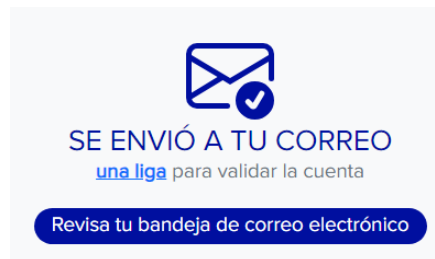 SE ENVIÓ A TU CORREO
una liga para validar la cuenta
Revisa tu bandeja de correo electrónico